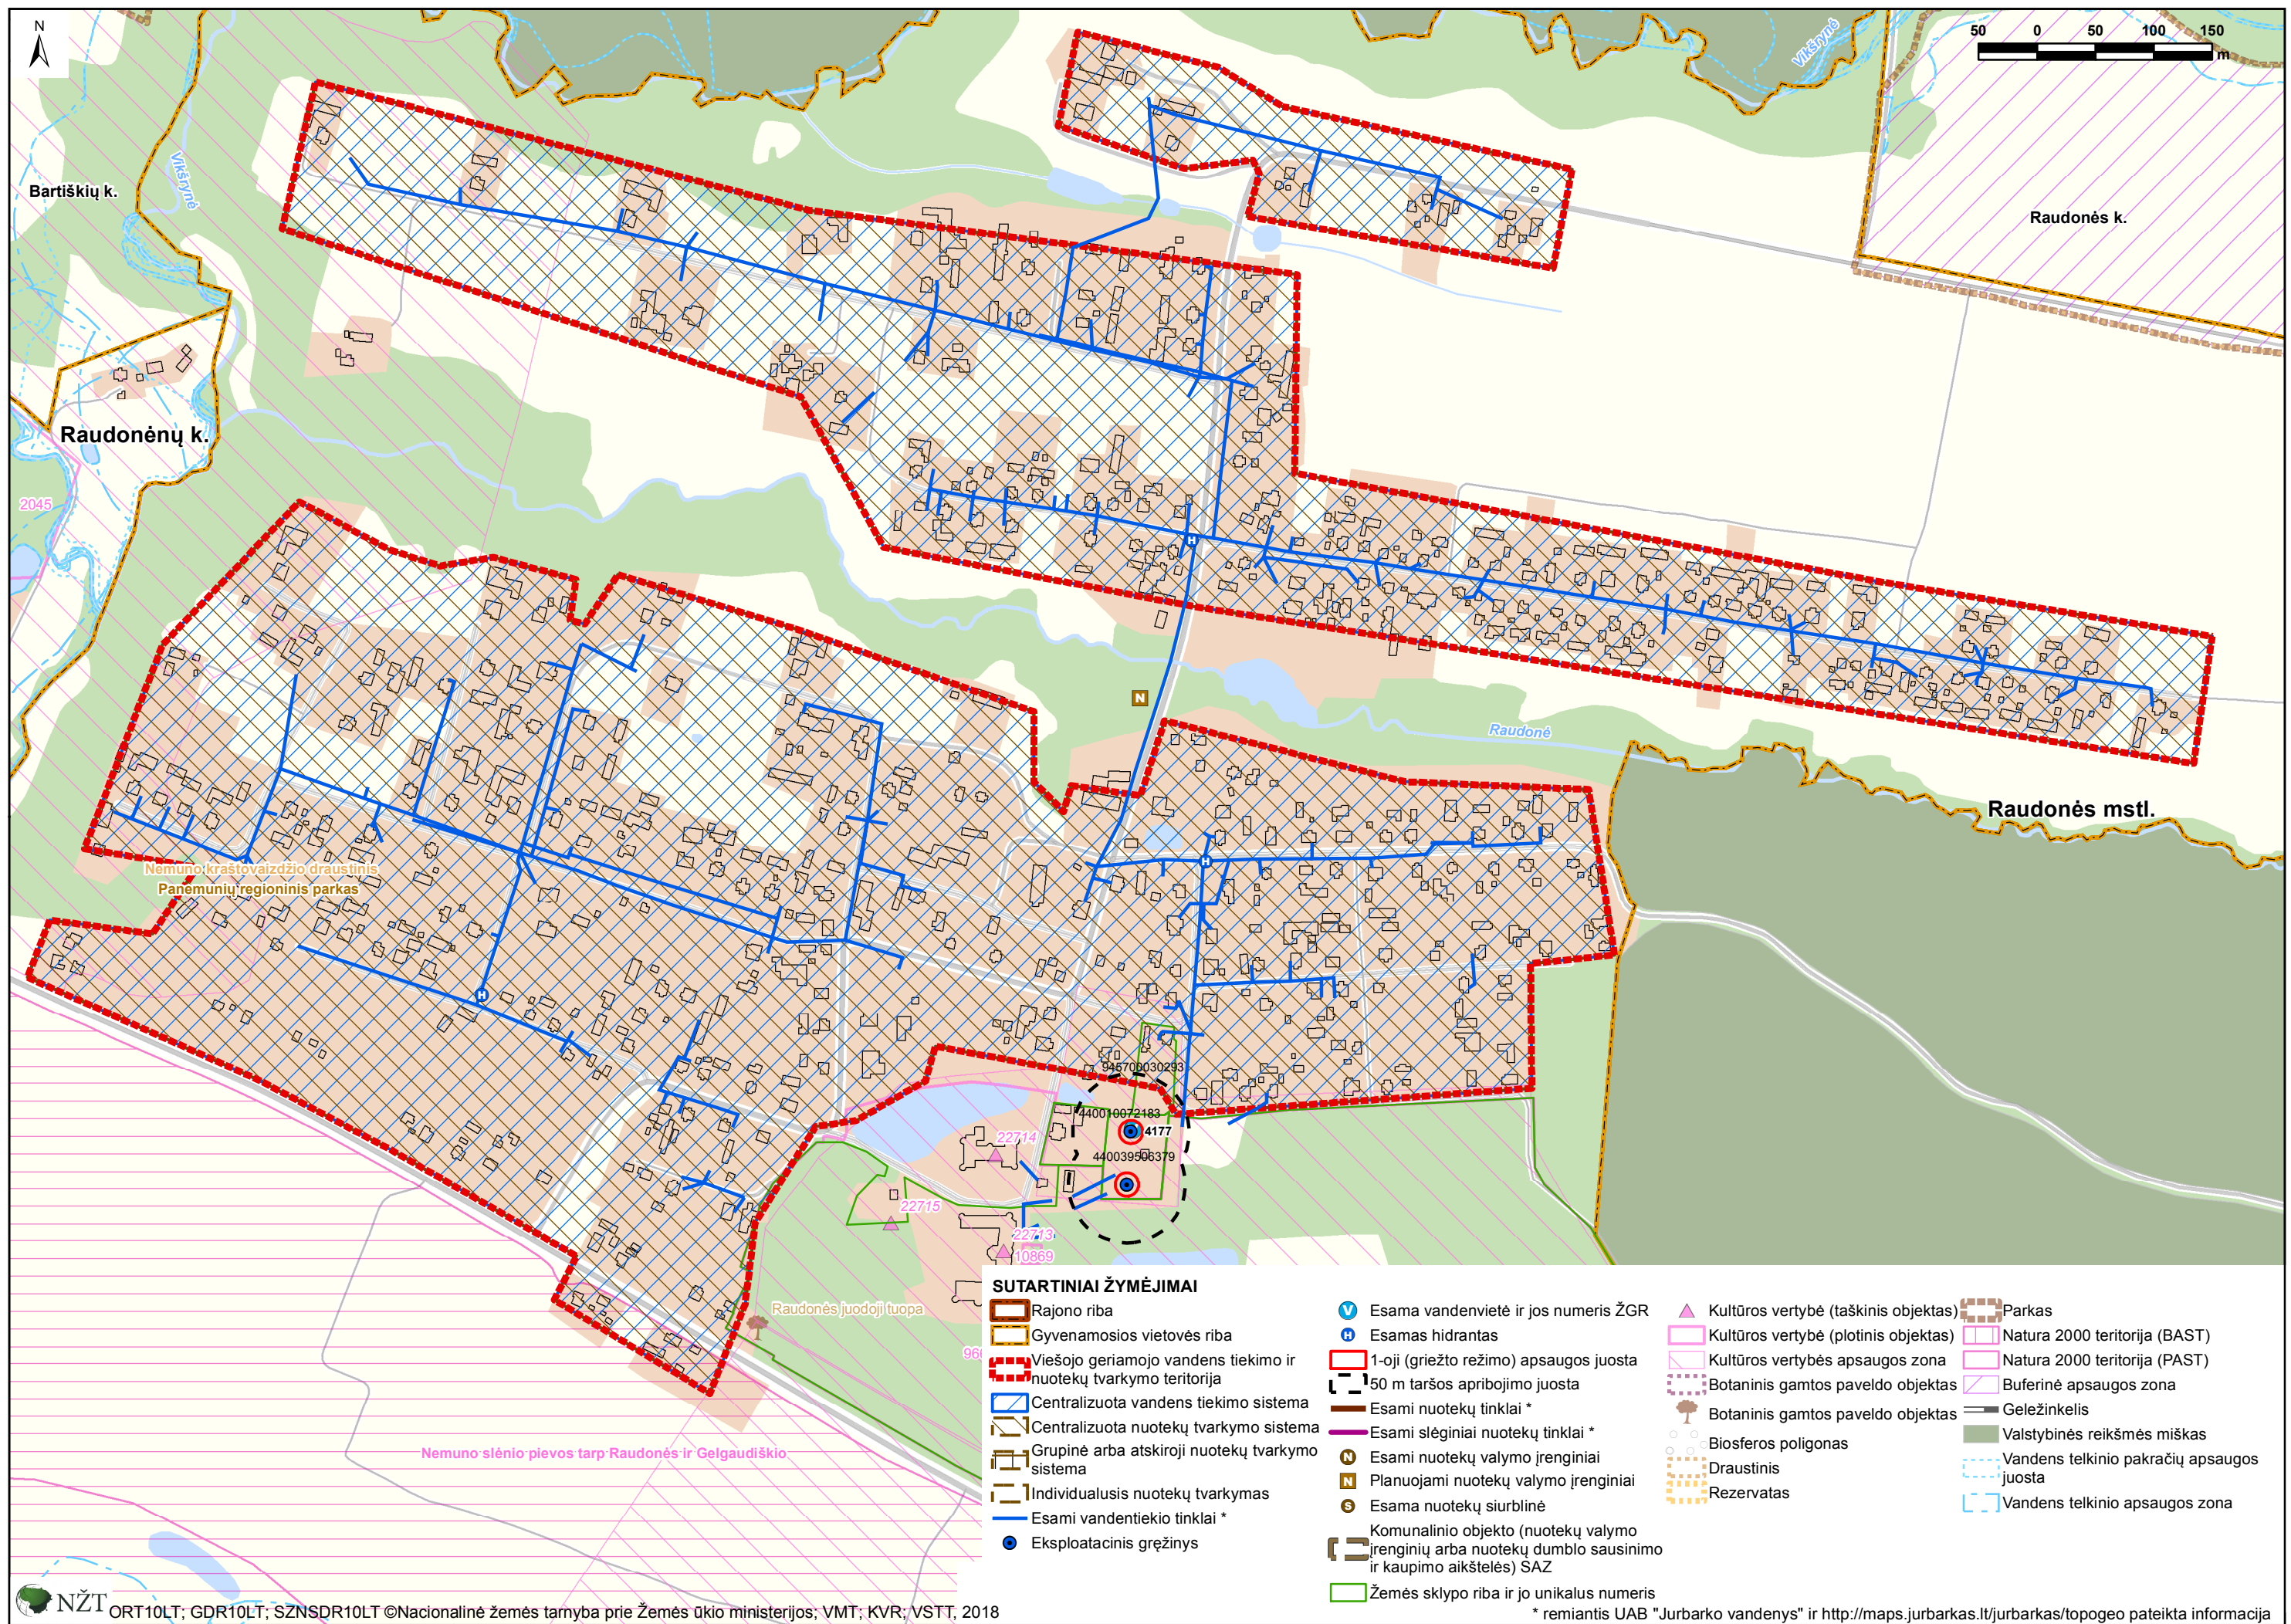 N
50 0 50 100 150
m
Vikšrynė
Vikšrynė
Bartiškių k.
Raudonės k.
Raudonėnų k.
2045
H
N
Raudonė
Raudonės mstl.
H
Nemuno kraštovaizdžio draustinis
Panemunių regioninis parkas
H
945700030293
440010072183
4177
22714
440039506379
22715
22713
10869
Raudonės juodoji tuopa
Nemuno slėnio pievos tarp Raudonės ir Gelgaudiškio
SUTARTINIAI ŽYMĖJIMAI
Rajono riba
Gyvenamosios vietovės riba
Viešojo geriamojo vandens tiekimo ir
nuotekų tvarkymo teritorija
Centralizuota vandens tiekimo sistema
Centralizuota nuotekų tvarkymo sistema
Grupinė arba atskiroji nuotekų tvarkymo
sistema
Individualusis nuotekų tvarkymas
Esami vandentiekio tinklai *
Eksploatacinis gręžinys
V Esama vandenvietė ir jos numeris ŽGR
H Esamas hidrantas
1-oji (griežto režimo) apsaugos juosta
50 m taršos apribojimo juosta
Esami nuotekų tinklai *
Esami slėginiai nuotekų tinklai *
N Esami nuotekų valymo įrenginiai
N Planuojami nuotekų valymo įrenginiai
S Esama nuotekų siurblinė
Komunalinio objekto (nuotekų valymo
įrenginių arba nuotekų dumblo sausinimo
ir kaupimo aikštelės) SAZ
Žemės sklypo riba ir jo unikalus numeris
Kultūros vertybė (taškinis objektas)
Kultūros vertybė (plotinis objektas)
Kultūros vertybės apsaugos zona
Botaninis gamtos paveldo objektas
Botaninis gamtos paveldo objektas
Biosferos poligonas
Draustinis
Rezervatas
Parkas
Natura 2000 teritorija (BAST)
Natura 2000 teritorija (PAST)
Buferinė apsaugos zona
Geležinkelis
Valstybinės reikšmės miškas
Vandens telkinio pakračių apsaugos
juosta
Vandens telkinio apsaugos zona
NŽT
ORT10LT; GDR10LT; SZNSDR10LT ©Nacionalinė žemės tarnyba prie Žemės ūkio ministerijos; VMT; KVR; VSTT, 2018
* remiantis UAB "Jurbarko vandenys" ir http://maps.jurbarkas.lt/jurbarkas/topogeo pateikta informacija